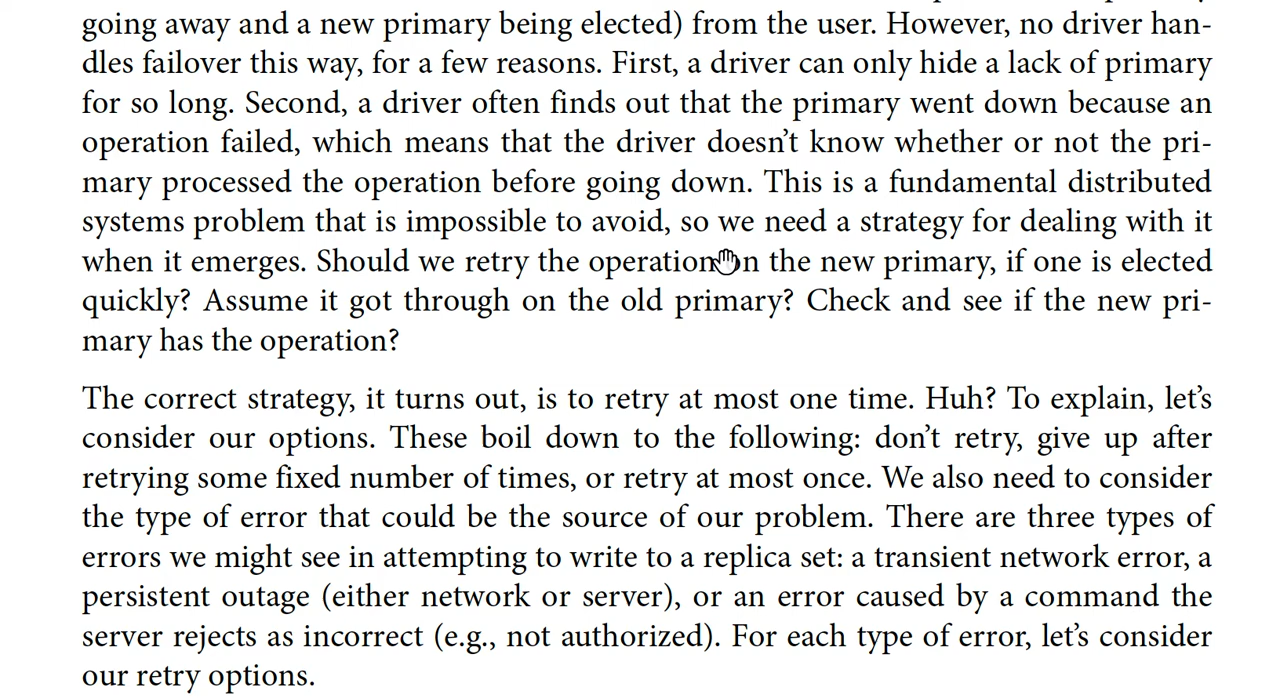 going away and a new primary being elected) from the user. However, no driver han-
dles failover this way, for a few reasons. First, a driver can only hide a lack of primary
for so long. Second, a driver often finds out that the primary went down because an
operation failed, which means that the driver doesn't know whether or not the pri-
mary processed the operation before going down. This is a fundamental distributed
systems problem that is impossible to avoid, so we need a strategy for dealing with it
when it emerges. Should we retry the operation on the new primary, if one is elected
quickly? Assume it got through on the old primary? Check and see if the new pri-
mary has the operation?
The correct strategy, it turns out, is to retry at most one time. Huh? To explain, let's
consider our options. These boil down to the following: don't retry, give up after
retrying some fixed number of times, or retry at most once. We also need to consider
the type of error that could be the source of our problem. There are three types of
errors we might see in attempting to write to a replica set: a transient network error, a
persistent outage (either network or server), or an error caused by a command the
server rejects as incorrect (e.g., not authorized). For each type of error, let's consider
our retry options.